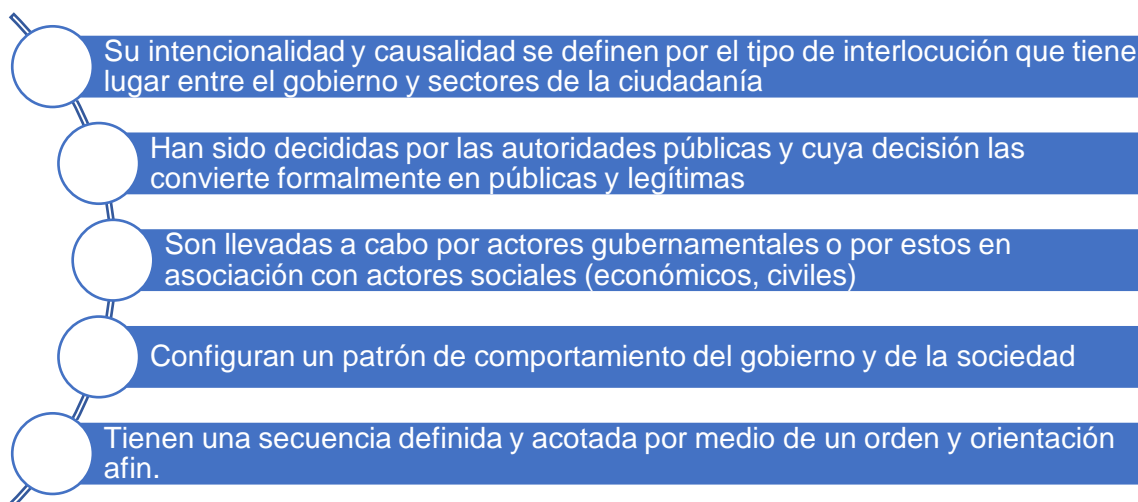 Su intencionalidad y causalidad se definen por el tipo de interlocución que tiene
lugar entre el gobierno y sectores de la ciudadanía
Han sido decididas por las autoridades públicas y cuya decisión las
convierte formalmente en públicas y legítimas
Son llevadas a cabo por actores gubernamentales o por estos en
asociación con actores sociales (económicos, civiles)
Configuran un patrón de comportamiento del gobierno y de la sociedad
Tienen una secuencia definida y acotada por medio de un orden y orientación
afin.